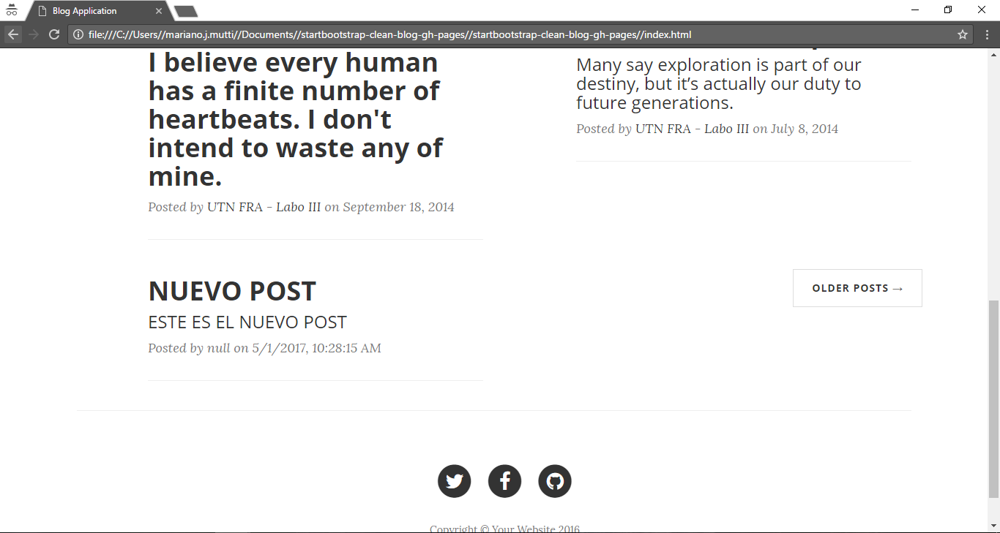 Blog Application
file:///C://Users//mariano.j.mutti//Documents//startbootstrap-clean-blog-gh-pages//startbootstrap-clean-blog-gh-pages//index.html
I believe every human
has a finite number of
heartbeats. I don't
intend to waste any of
mine.
Posted by UTN FRA - Labo III on September 18, 2014
Many say exploration is part of our
destiny, but it’s actually our duty to
future generations.
Posted by UTN FRA - Labo III on July 8, 2014
NUEVO POST
ESTE ES EL NUEVO POST
Posted by null on 5/1/2017, 10:28:15 AM
OLDER POSTS →
Copyright © Your Website 2016